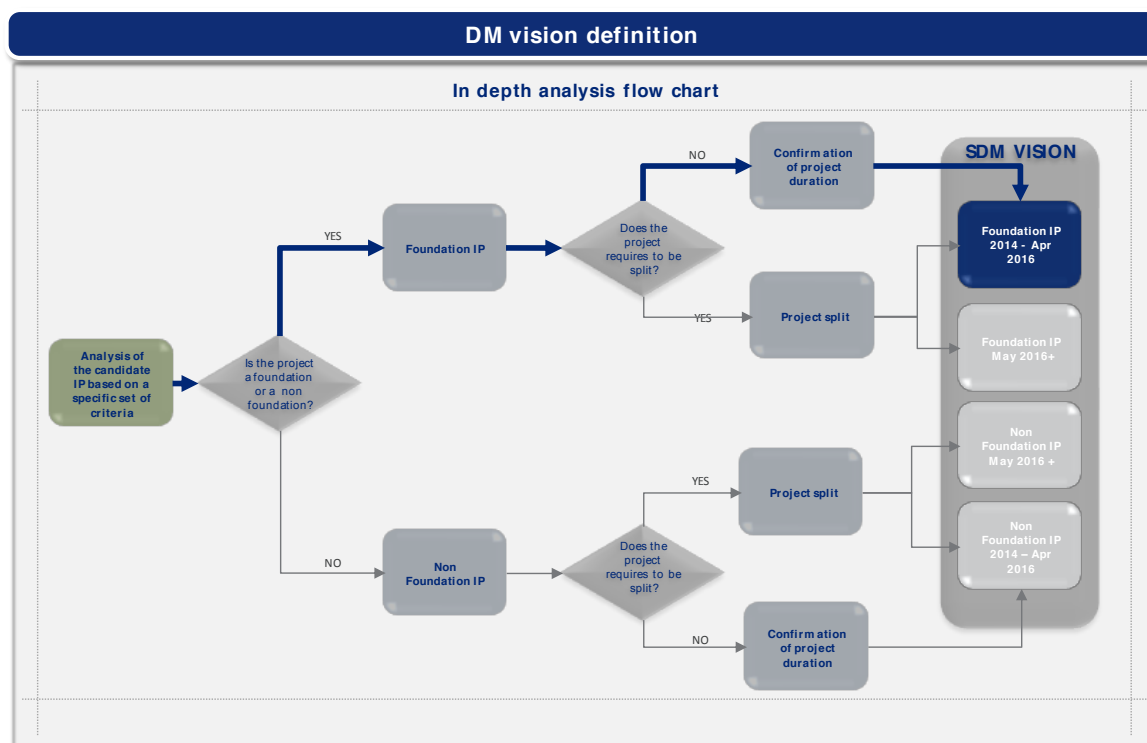 DM vision definition
In depth analysis flow chart
SDM VISION
NO
Confirmation
of project
duration
Foundation IP
2014 - Apr
2016
YES
Foundation IP
Does the
project
requires to be
split?
YES
Project split
Foundation IP
May 2016+
Analysis of
the candidate
IP based on a
specific set of
criteria
Is the project
a foundation
or a non
foundation?
Non
Foundation IP
May 2016 +
YES
Project split
NO
Non
Foundation IP
Does the
project
requires to be
split?
Non
Foundation IP
2014 – Apr
2016
NO
Confirmation
of project
duration